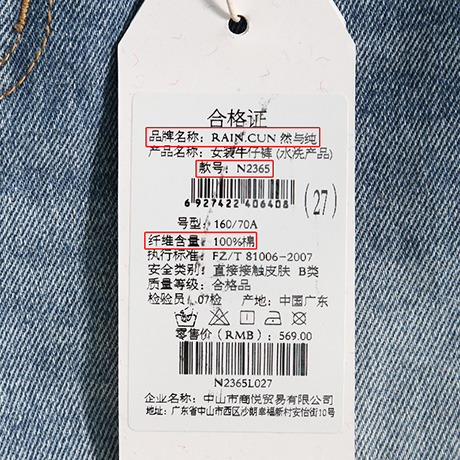 合格证
品牌名称: RAIN.CUN 然与纯
产品名称: 女装牛仔裤 (水洗产品)
款号: N2365
6 927422 406408
(27)
号型: 160/70A
纤维含量: 100%棉
执行标准: FZ/T 81006-2007
安全类别: 直接接触皮肤 B类
质量等级: 合格品
检验员: 07检 产地: 中国广东
零售价 (RMB): 569.00
N2365L027
企业名称: 中山市商悦贸易有限公司
地址: 广东省中山市西区沙朗幸福新村安怡街10号